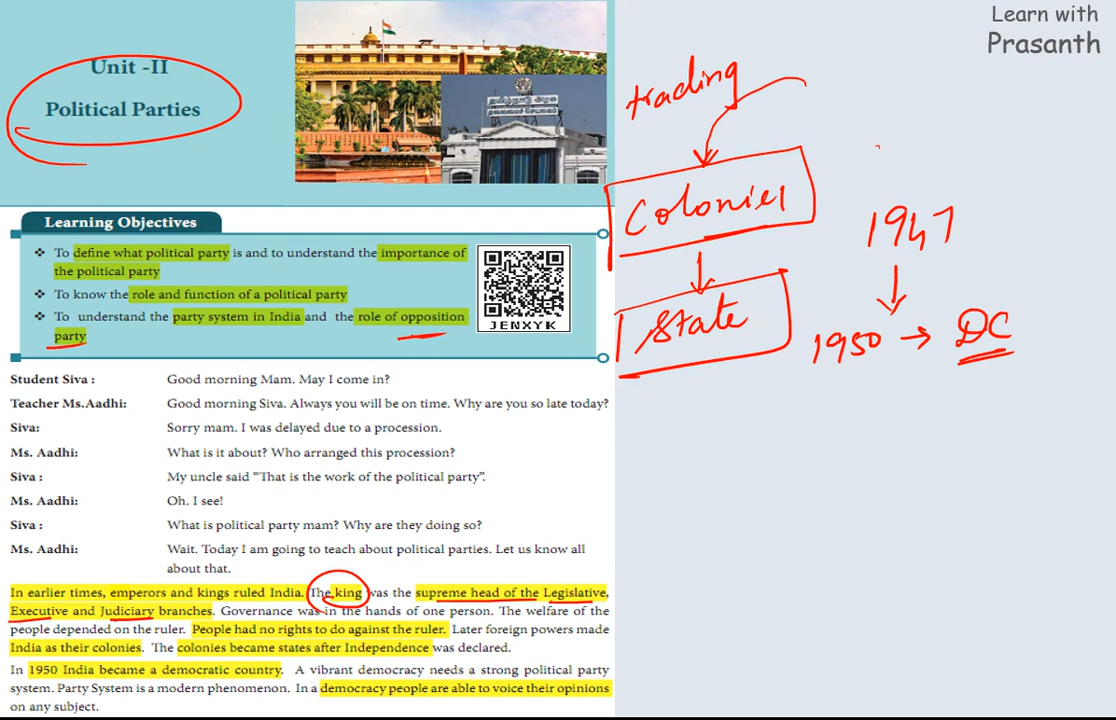 Learn with
Prasanth
Unit -II
Political Parties
Learning Objectives
❖ To define what political party is and to understand the importance of
the political party
❖ To know the role and function of a political party
❖ To understand the party system in India and the role of opposition
party
JENXYK
Student Siva : Good morning Mam. May I come in?
Teacher Ms.Aadhi: Good morning Siva. Always you will be on time. Why are you so late today?
Siva: Sorry mam. I was delayed due to a procession.
Ms. Aadhi: What is it about? Who arranged this procession?
Siva : My uncle said “That is the work of the political party”.
Ms. Aadhi: Oh. I see!
Siva : What is political party mam? Why are they doing so?
Ms. Aadhi: Wait. Today I am going to teach about political parties. Let us know all
about that.
In earlier times, emperors and kings ruled India. The king was the supreme head of the Legislative,
Executive and Judiciary branches. Governance was in the hands of one person. The welfare of the
people depended on the ruler. People had no rights to do against the ruler. Later foreign powers made
India as their colonies. The colonies became states after Independence was declared.
In 1950 India became a democratic country. A vibrant democracy needs a strong political party
system. Party System is a modern phenomenon. In a democracy people are able to voice their opinions
on any subject.
trading
Colonies
State
1947
1950 → DC